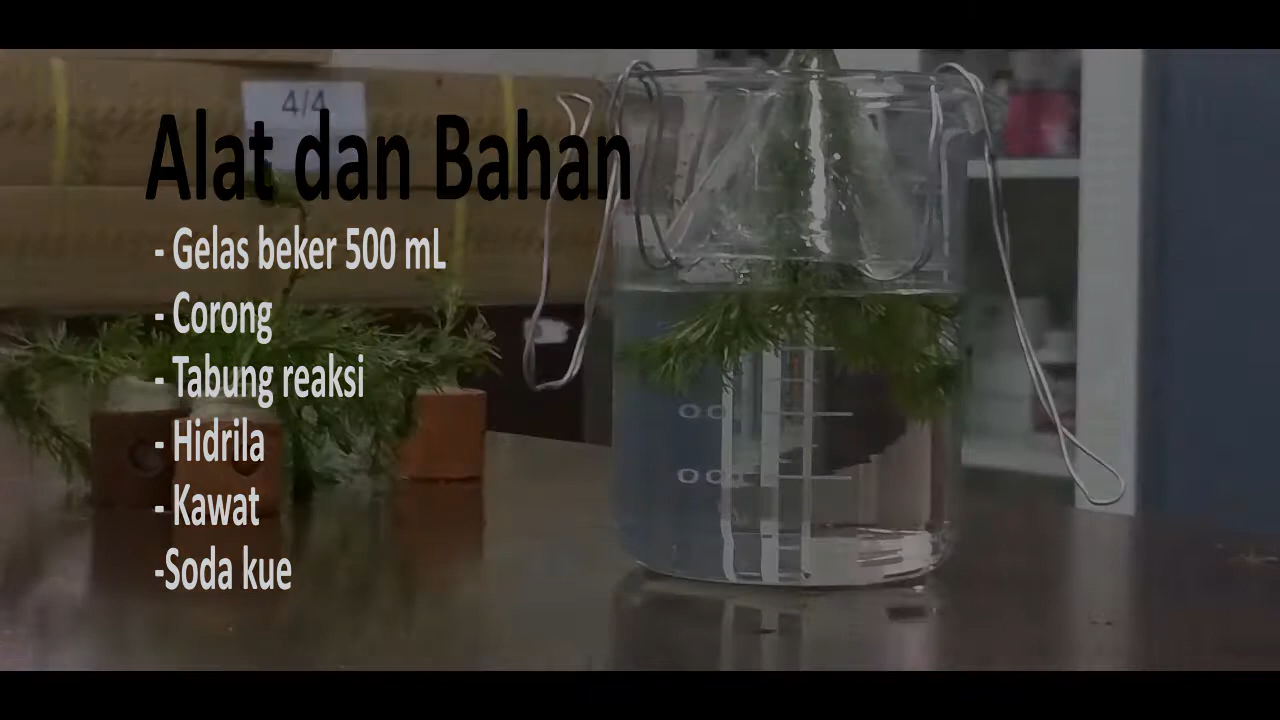 4/4
Alat dan Bahan
- Gelas beker 500 mL
- Corong
- Tabung reaksi
- Hidrila
- Kawat
-Soda kue